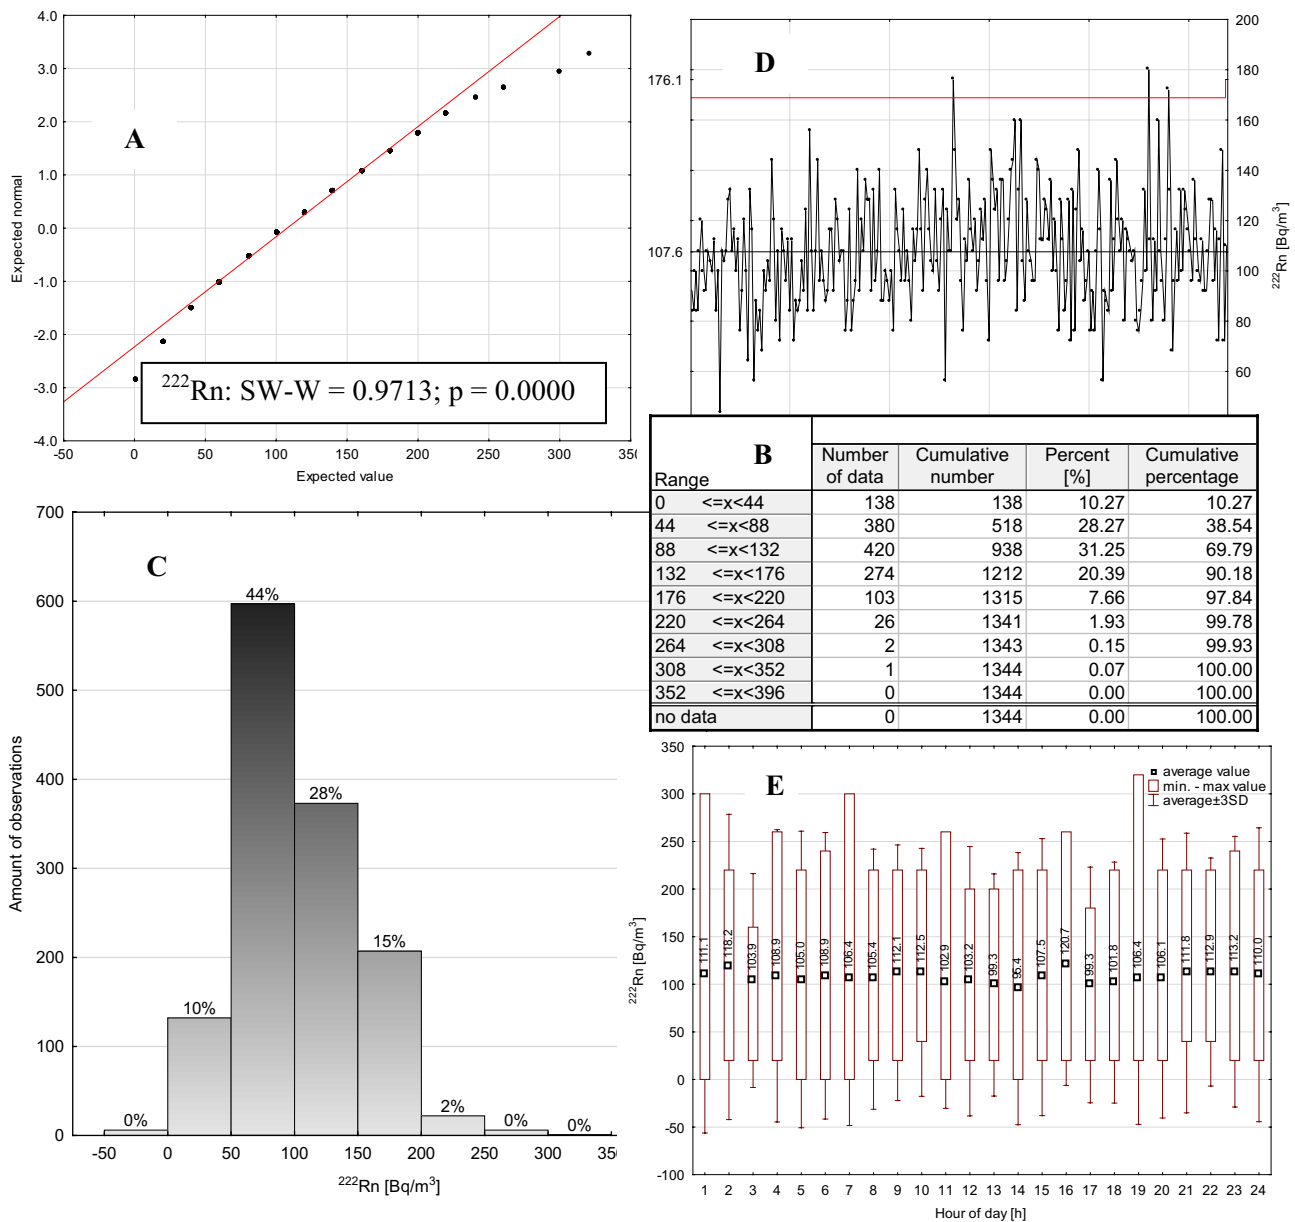 4.0
3.0
2.0
1.0
0.0
-1.0
-2.0
-3.0
-4.0
Expected normal
A
²²²Rn: SW-W = 0.9713; p = 0.0000
-50 0 50 100 150 200 250 300 350
Expected value
D
176.1
107.6
200
180
160
140
120
100
80
60
²²²Rn [Bq/m³]
B
Range Number of data Cumulative number Percent [%] Cumulative percentage
0 <=x<44 138 138 10.27 10.27
44 <=x<88 380 518 28.27 38.54
88 <=x<132 420 938 31.25 69.79
132 <=x<176 274 1212 20.39 90.18
176 <=x<220 103 1315 7.66 97.84
220 <=x<264 26 1341 1.93 99.78
264 <=x<308 2 1343 0.15 99.93
308 <=x<352 1 1344 0.07 100.00
352 <=x<396 0 1344 0.00 100.00
no data 0 1344 0.00 100.00
C
700
600
500
400
300
200
100
0
Amount of observations
0% 10% 44% 28% 15% 2% 0% 0%
-50 0 50 100 150 200 250 300 35
²²²Rn [Bq/m³]
E
average value
min. - max value
average±3SD
350
300
250
200
150
100
50
0
-50
-100
²²²Rn [Bq/m³]
111.1 118.2 103.9 108.9 105.0 108.9 106.4 105.4 112.1 112.5 102.9 103.2 99.3 95.4 107.5 120.7 99.3 101.8 106.4 106.1 111.8 112.9 113.2 110.0
1 2 3 4 5 6 7 8 9 10 11 12 13 14 15 16 17 18 19 20 21 22 23 24
Hour of day [h]